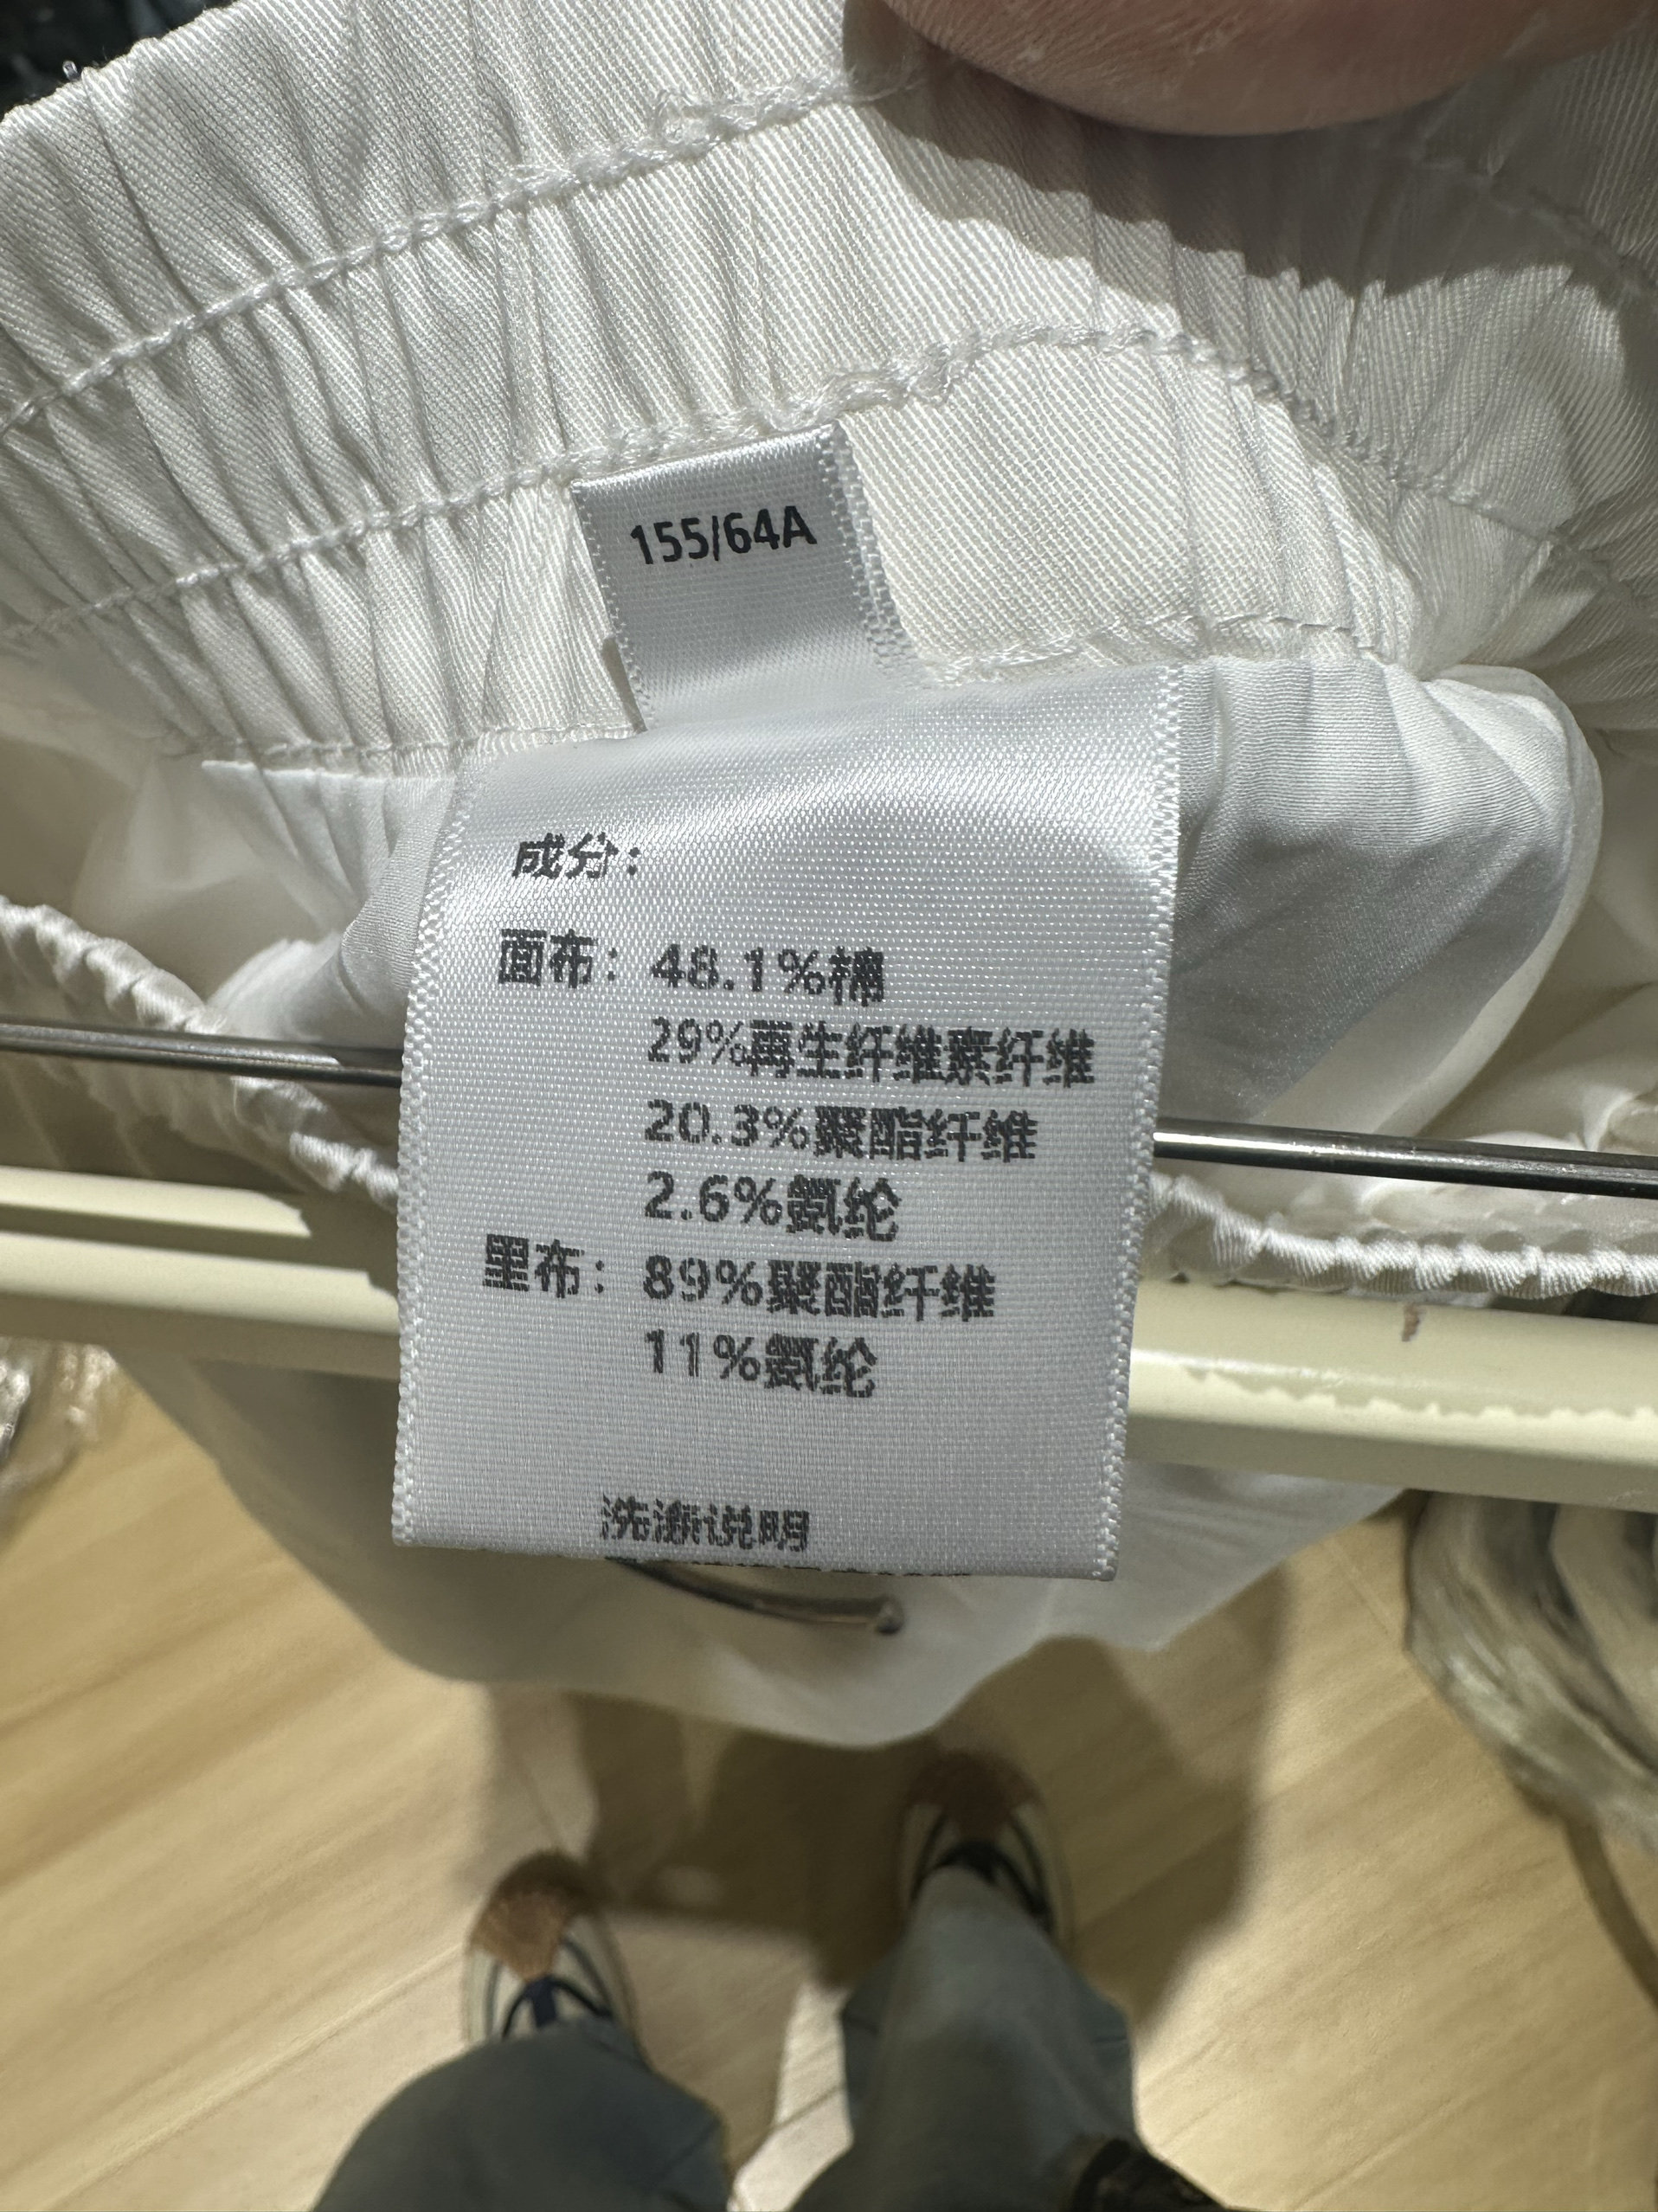 155/64A
成分：
面布：48.1%棉
29%再生纤维素纤维
20.3%聚酯纤维
2.6%氨纶
里布：89%聚酯纤维
11%氨纶
洗涤说明